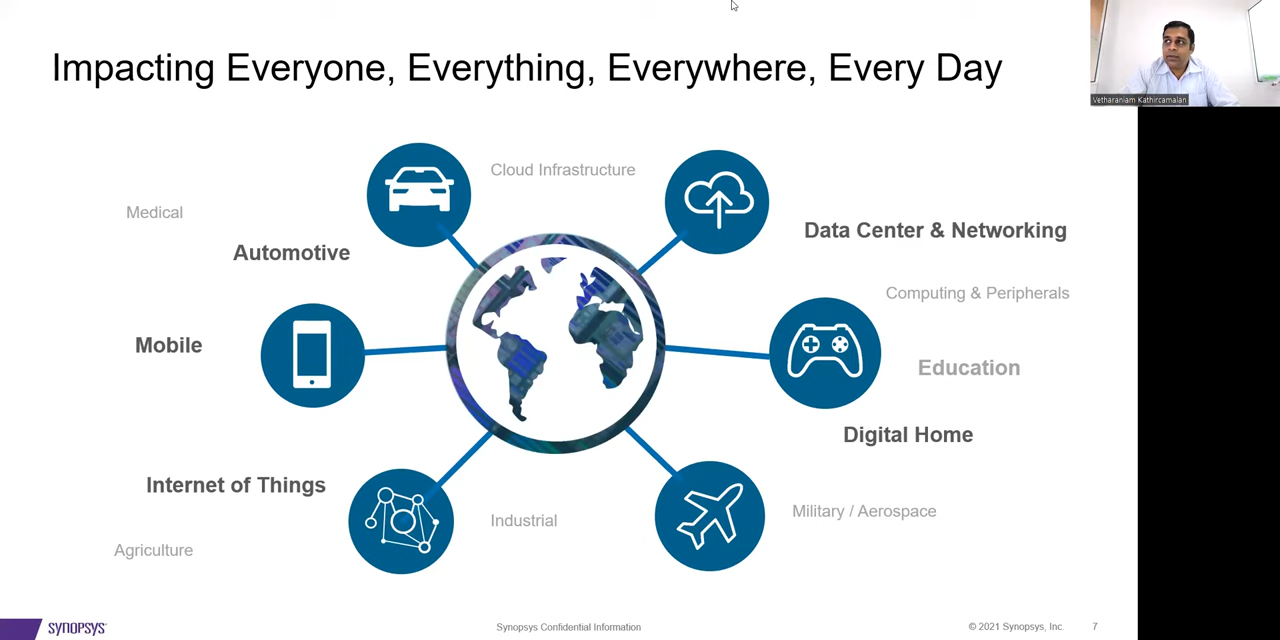 Impacting Everyone, Everything, Everywhere, Every Day
Vetharaniam Kathircamalan
Cloud Infrastructure
Medical
Data Center & Networking
Automotive
Computing & Peripherals
Mobile
Education
Digital Home
Internet of Things
Military / Aerospace
Industrial
Agriculture
SYNOPSYS®
Synopsys Confidential Information
© 2021 Synopsys, Inc.
7